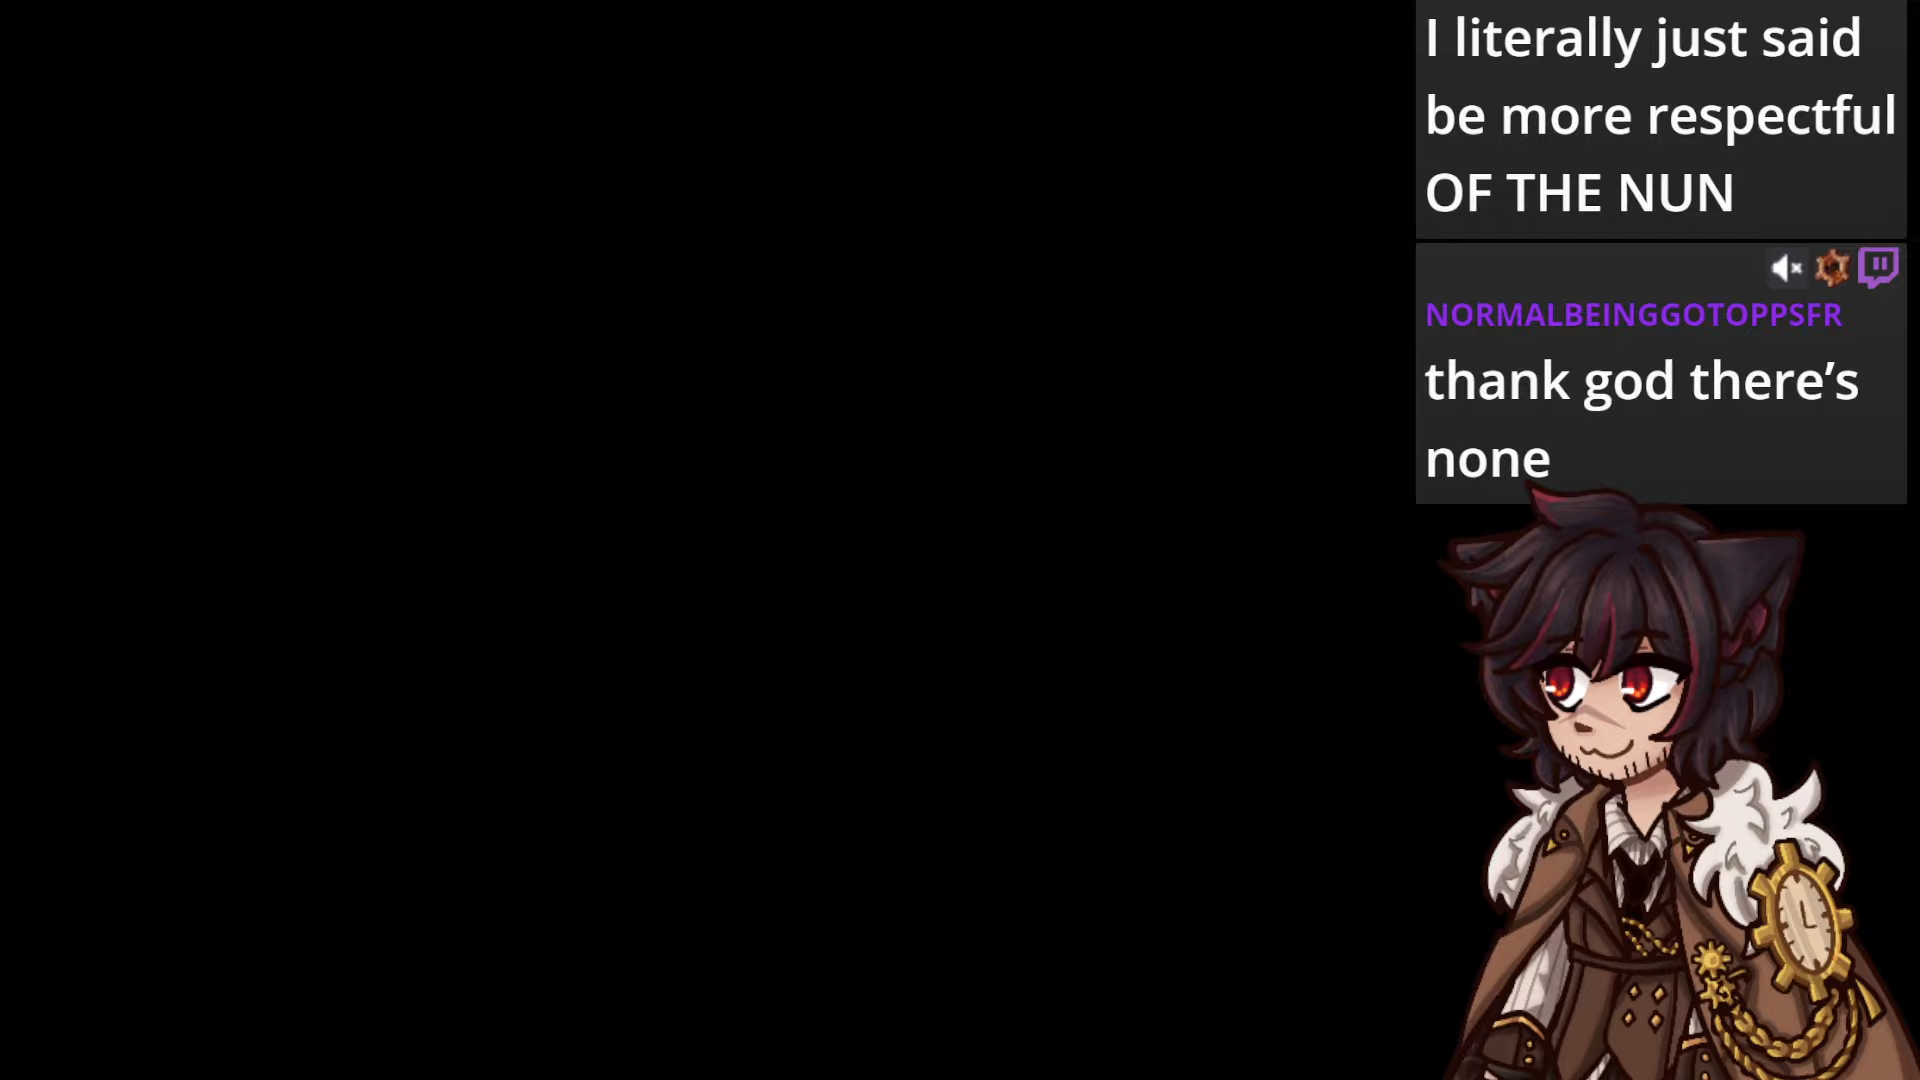 I literally just said
be more respectful
OF THE NUN
NORMALBEINGGOTOPPSFR
thank god there’s
none